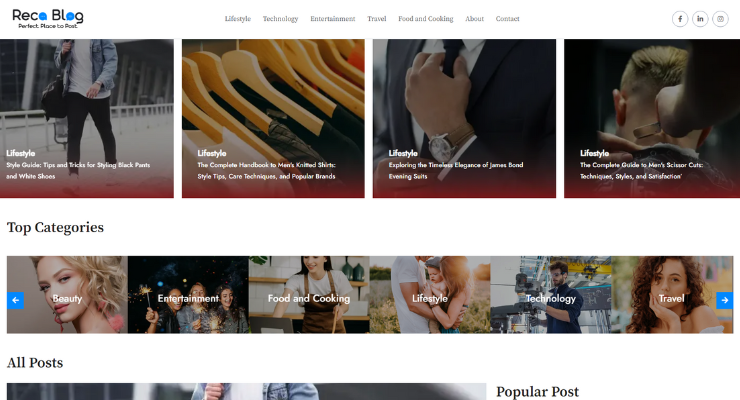 Reca Blog
Perfect. Place to Post.
Lifestyle Technology Entertainment Travel Food and Cooking About Contact
Lifestyle
Style Guide: Tips and Tricks for Styling Black Pants
and White Shoes
Lifestyle
The Complete Handbook to Men's Knitted Shirts:
Style Tips, Care Techniques, and Popular Brands
Lifestyle
Exploring the Timeless Elegance of James Bond
Evening Suits
Lifestyle
The Complete Guide to Men's Scissor Cuts:
Techniques, Styles, and Satisfaction'
Top Categories
Beauty
Entertainment
Food and Cooking
Lifestyle
Technology
Travel
All Posts
Popular Post